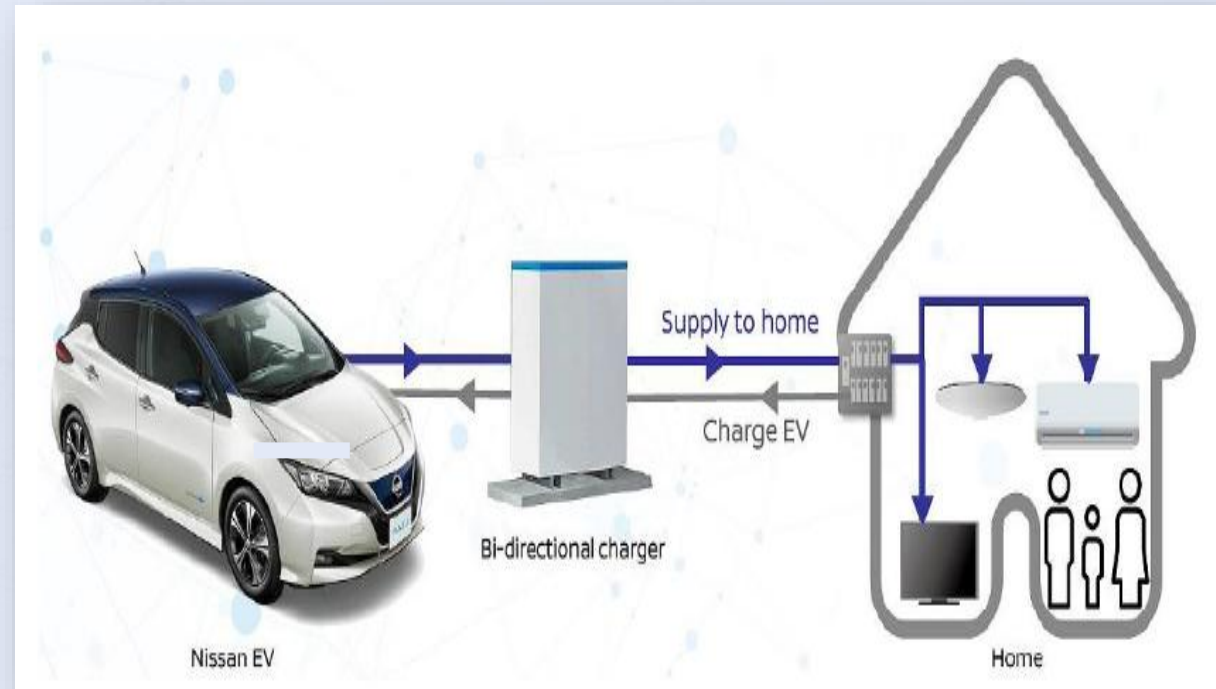 Supply to home
Charge EV
Bi-directional charger
Nissan EV
Home